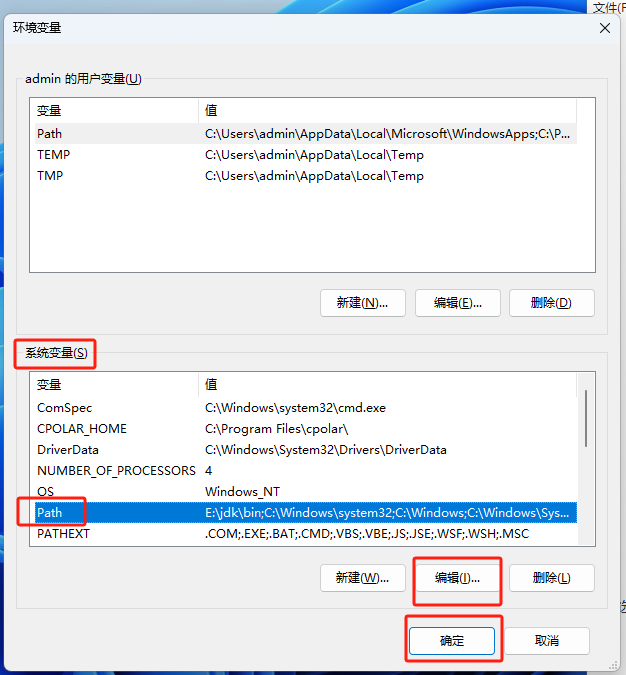 文件(F
环境变量
admin 的用户变量(U)
变量 值
Path C:\Users\admin\AppData\Local\Microsoft\WindowsApps;C:\P...
TEMP C:\Users\admin\AppData\Local\Temp
TMP C:\Users\admin\AppData\Local\Temp
新建(N)... 编辑(E)... 删除(D)
系统变量(S)
变量 值
ComSpec C:\Windows\system32\cmd.exe
CPOLAR_HOME C:\Program Files\cpolar\
DriverData C:\Windows\System32\Drivers\DriverData
NUMBER_OF_PROCESSORS 4
OS Windows_NT
Path E:\jdk\bin;C:\Windows\system32;C:\Windows;C:\Windows\Sys...
PATHEXT .COM;.EXE;.BAT;.CMD;.VBS;.VBE;.JS;.JSE;.WSF;.WSH;.MSC
新建(W)... 编辑(I)... 删除(L)
确定 取消